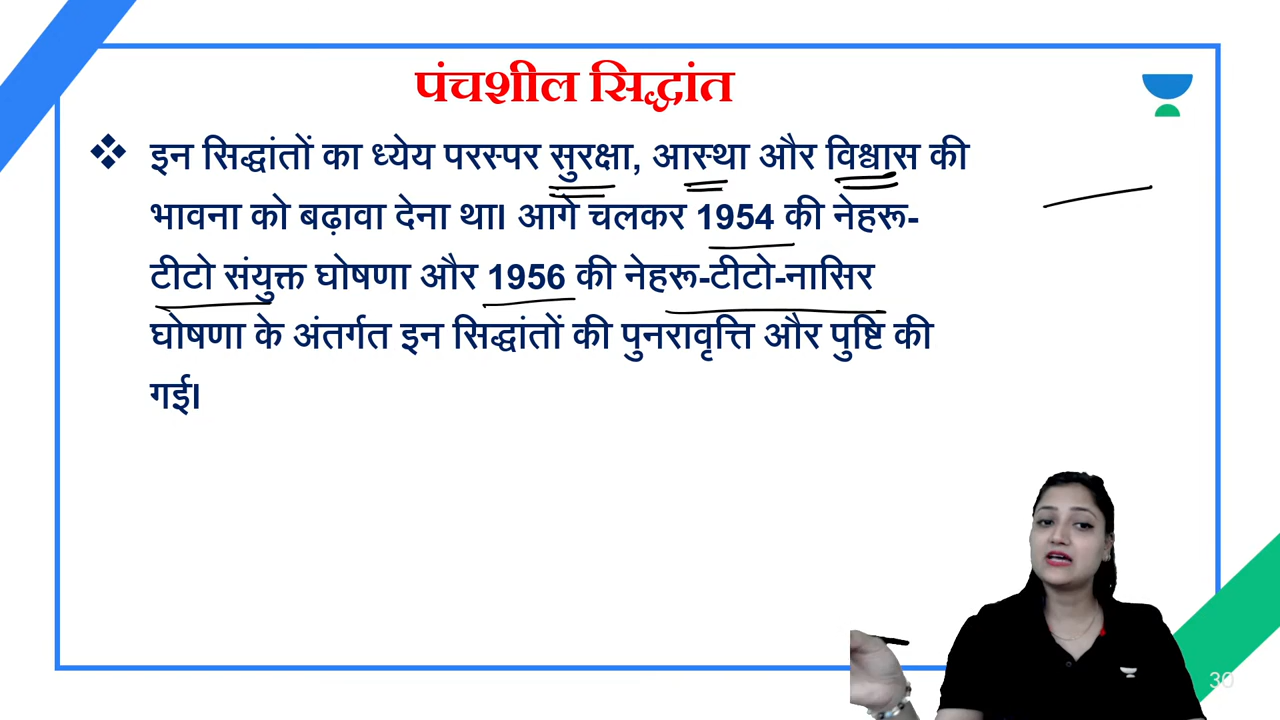 पंचशील सिद्धांत
इन सिद्धांतों का ध्येय परस्पर सुरक्षा, आस्था और विश्वास की
भावना को बढ़ावा देना था। आगे चलकर 1954 की नेहरू-
टीटो संयुक्त घोषणा और 1956 की नेहरू-टीटो-नासिर
घोषणा के अंतर्गत इन सिद्धांतों की पुनरावृत्ति और पुष्टि की
गई।
30